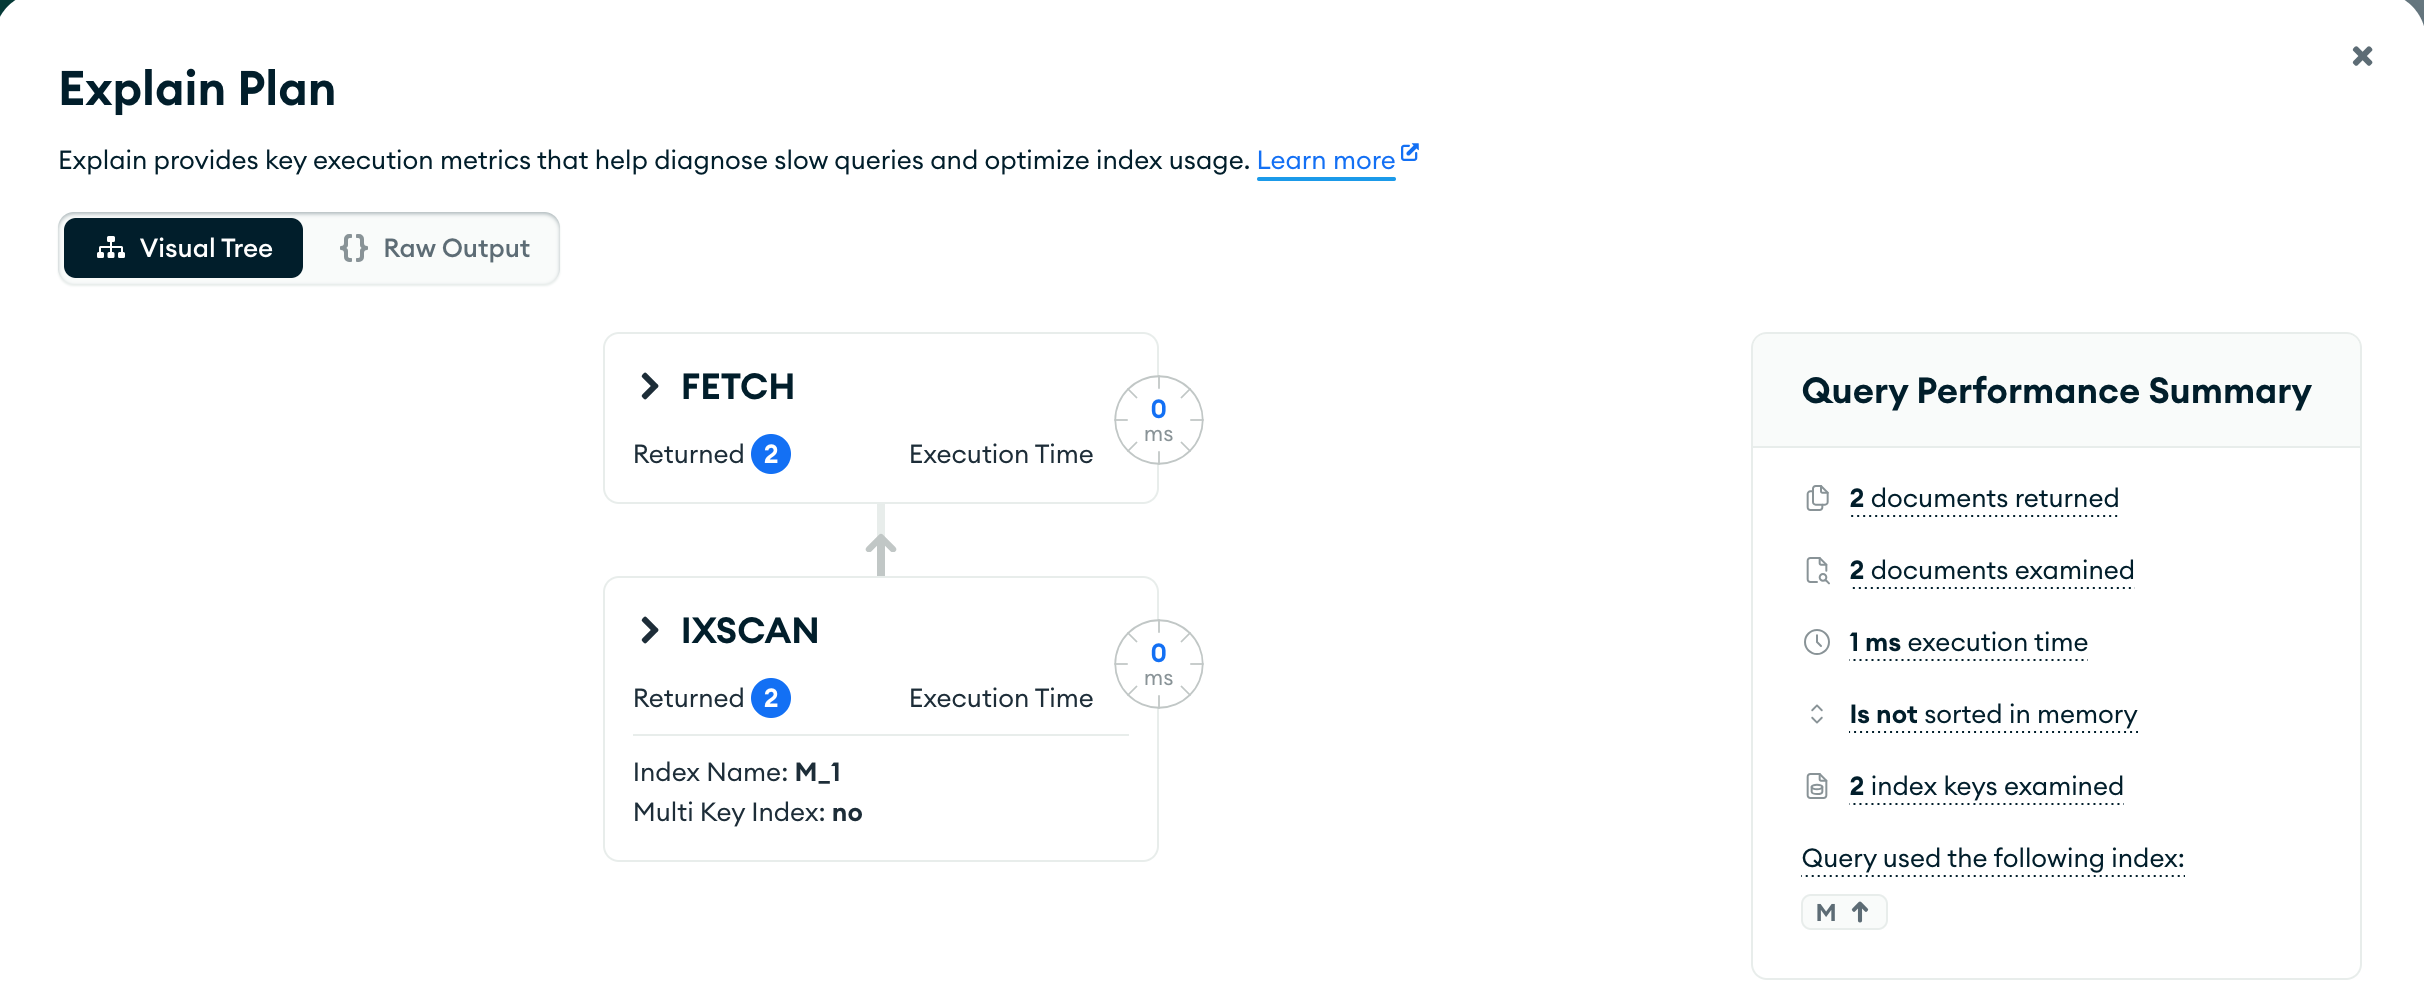 Explain Plan
Explain provides key execution metrics that help diagnose slow queries and optimize index usage. Learn more
Visual Tree
{} Raw Output
FETCH
Returned 2
Execution Time
0
ms
IXSCAN
Returned 2
Execution Time
0
ms
Index Name: M_1
Multi Key Index: no
Query Performance Summary
2 documents returned
2 documents examined
1 ms execution time
Is not sorted in memory
2 index keys examined
Query used the following index:
M ↑